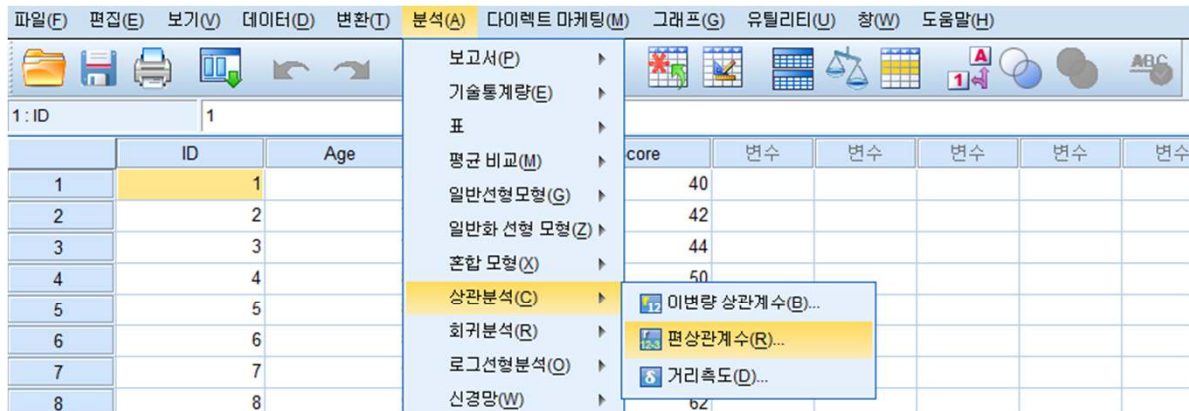 파일(F) 편집(E) 보기(V) 데이터(D) 변환(T) 분석(A) 다이렉트 마케팅(M) 그래프(G) 유틸리티(U) 창(W) 도움말(H)
A
1
ABC
1 : ID 1
ID Age core 변수 변수 변수 변수 변수
1 1 40
2 2 42
3 3 44
4 4 50
5 5
6 6
7 7
8 8 62
보고서(P)
기술통계량(E)
표
평균 비교(M)
일반선형모형(G)
일반화 선형 모형(Z)
혼합 모형(X)
상관분석(C)
회귀분석(R)
로그선형분석(O)
신경망(W)
이변량 상관계수(B)...
편상관계수(R)...
거리측도(D)...